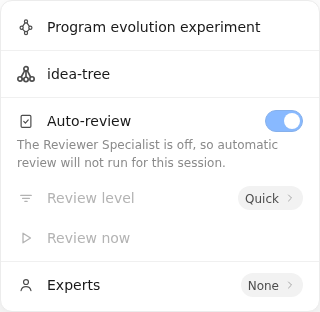 Program evolution experiment
idea-tree
Auto-review
The Reviewer Specialist is off, so automatic
review will not run for this session.
Review level Quick
Review now
Experts None